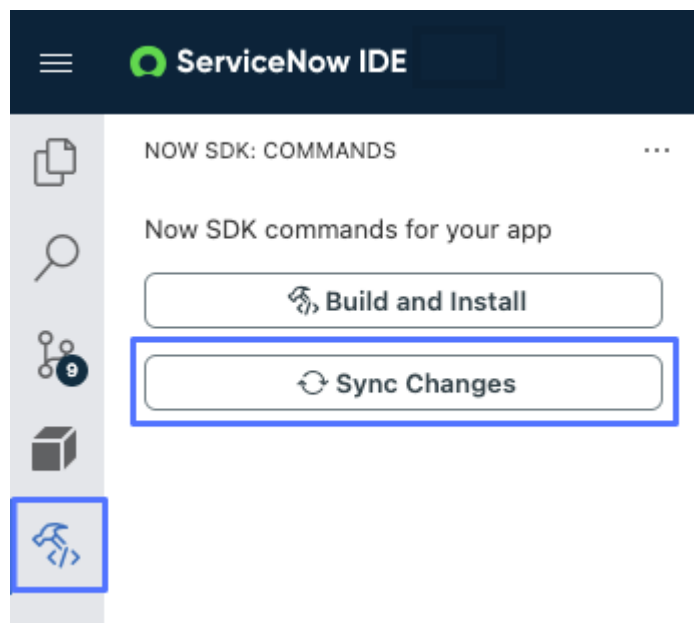 ServiceNow IDE
NOW SDK: COMMANDS
Now SDK commands for your app
Build and Install
Sync Changes
9